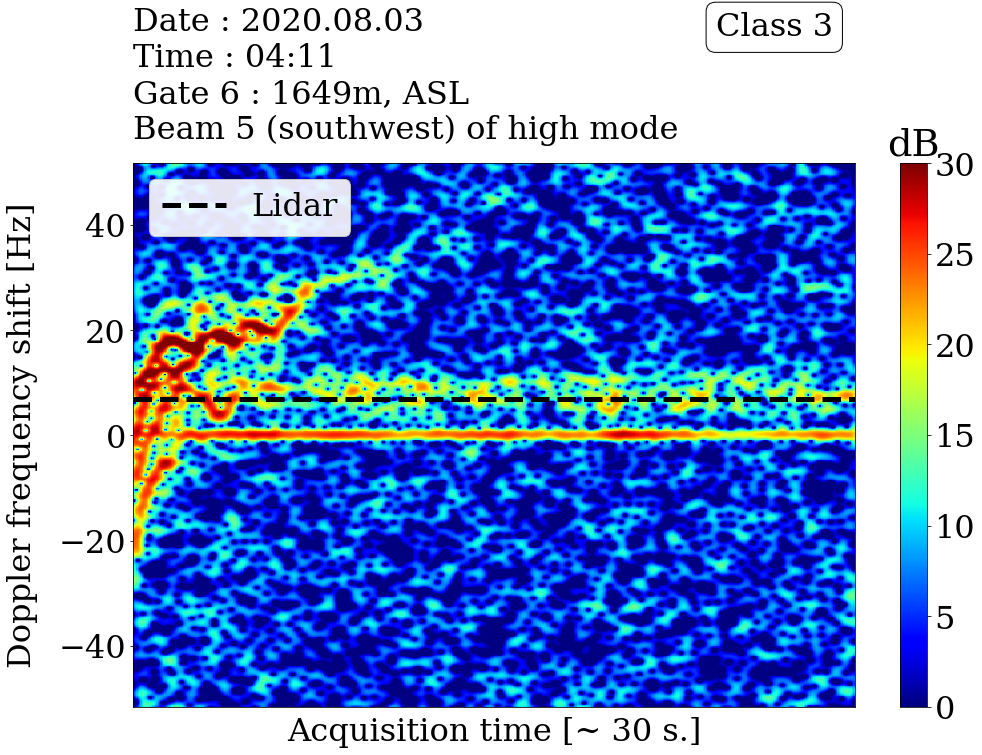 Date : 2020.08.03
Time : 04:11
Gate 6 : 1649m, ASL
Beam 5 (southwest) of high mode
Class 3
dB
Lidar
Doppler frequency shift [Hz]
40
20
0
−20
−40
Acquisition time [~ 30 s.]
30
25
20
15
10
5
0